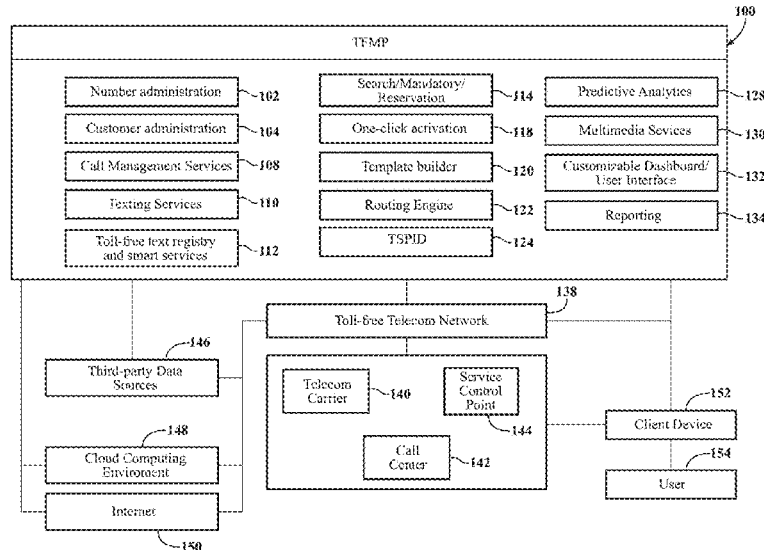 100
TFMP
Number administration
102
Customer administration
104
Call Management Services
108
Texting Services
110
Toll-free text registry
and smart services
112
Search/Mandatory/
Reservation
114
One-click activation
118
Template builder
120
Routing Engine
122
TSPID
124
Predictive Analytics
128
Multimedia Sevices
130
Customizable Dashboard/
User Interface
132
Reporting
134
138
Toll-free Telecom Network
146
Third-party Data
Sources
148
Cloud Computing
Enviroment
Internet
150
Telecom
Carrier
140
Service
Control
Point
144
Call
Center
142
152
Client Device
154
User